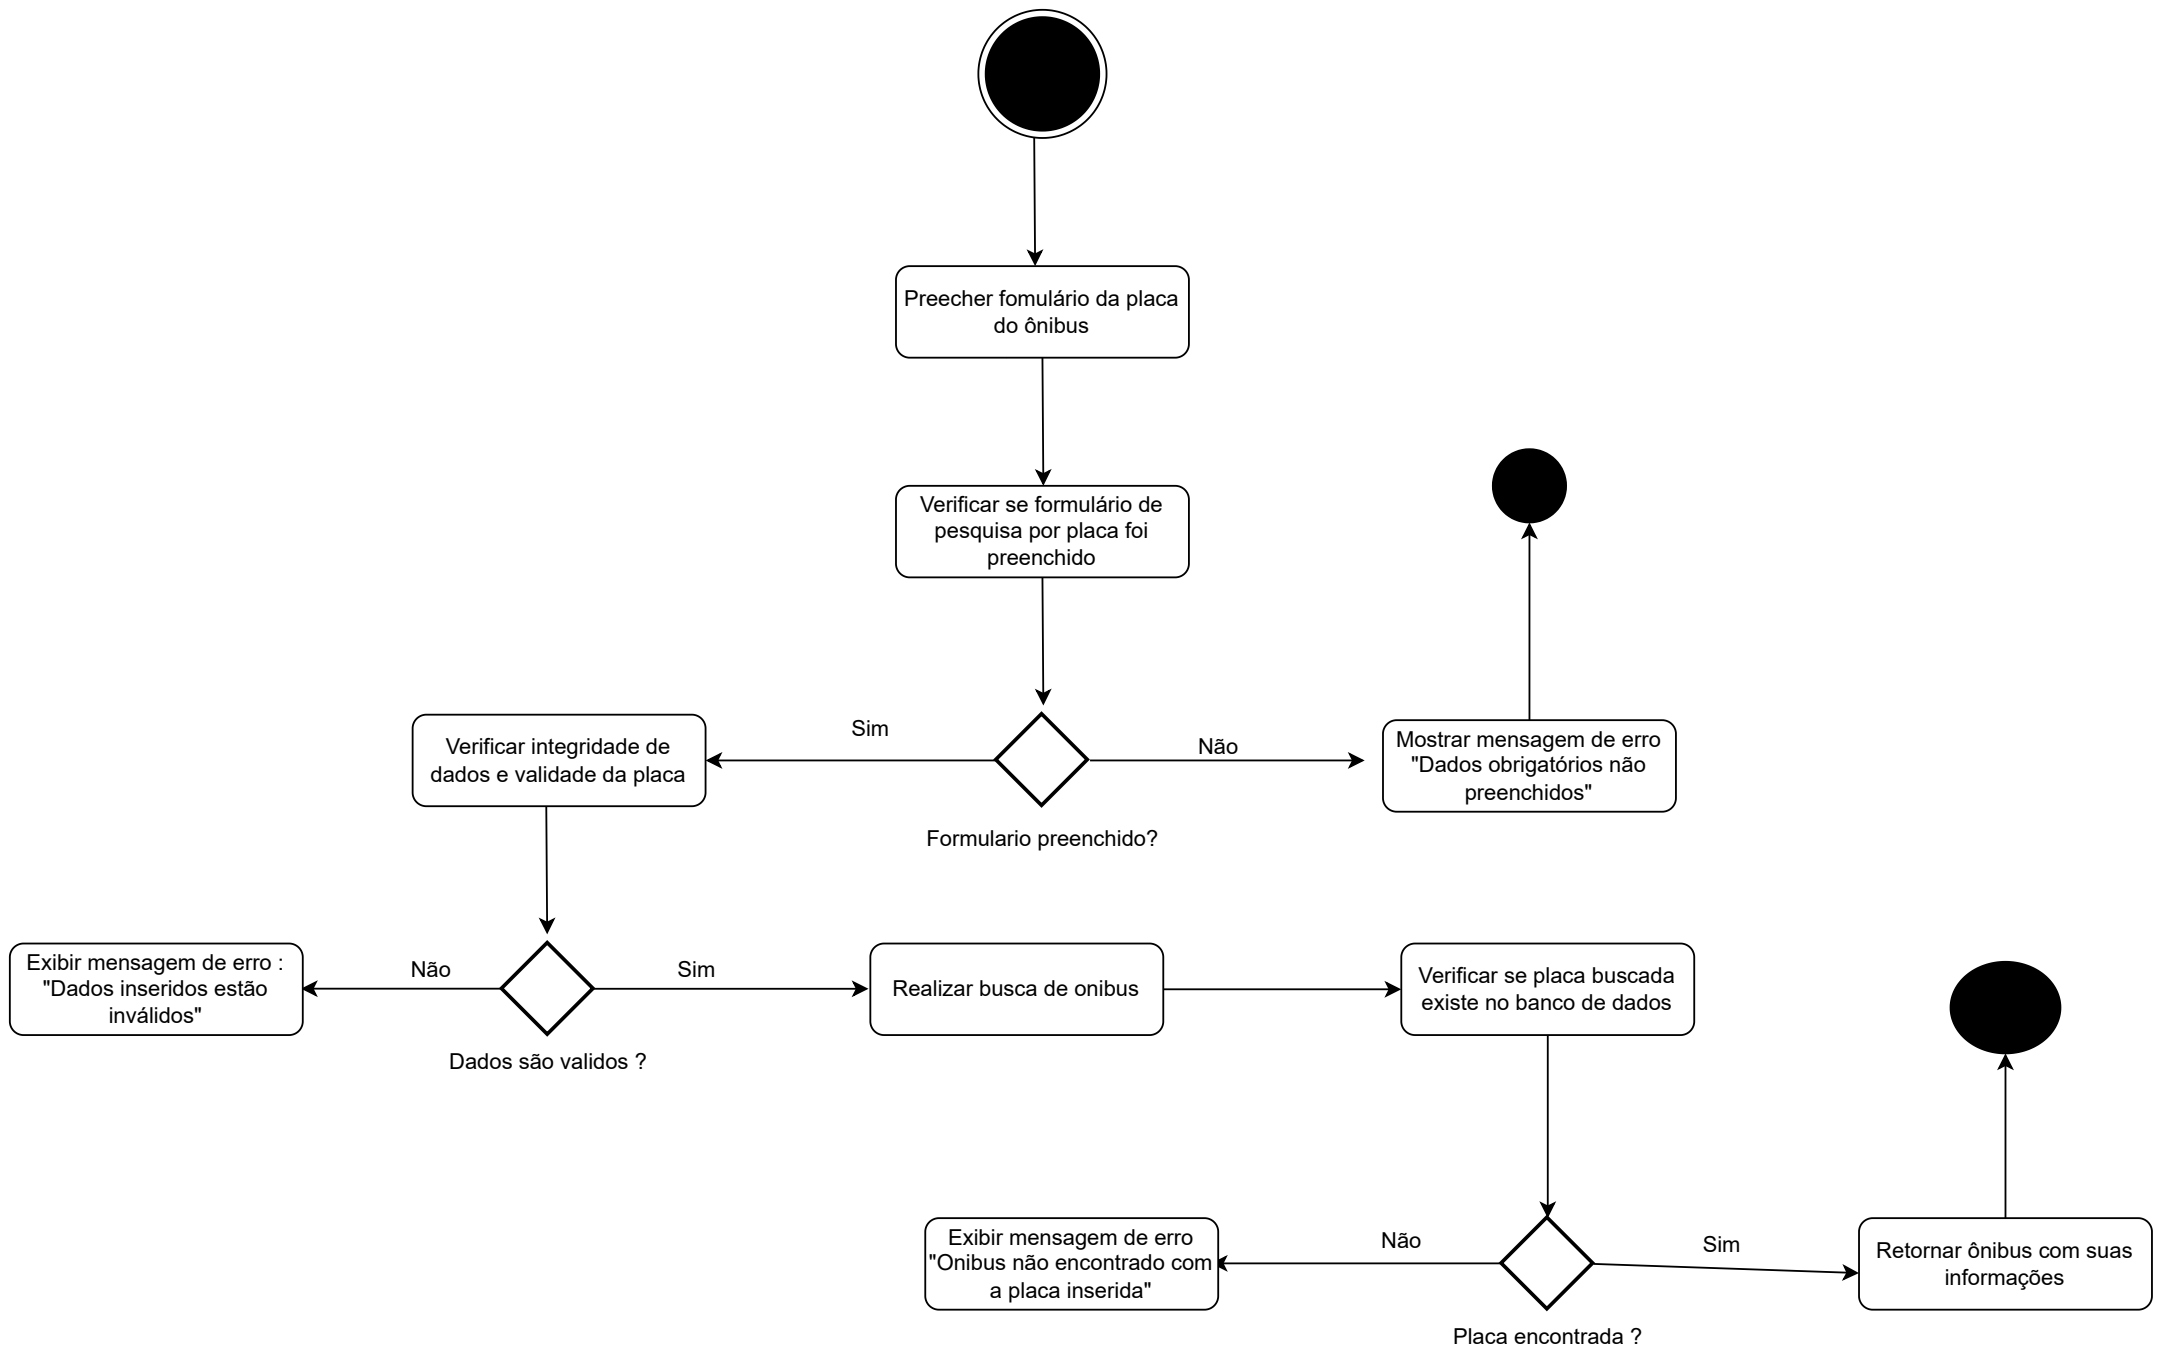 Preecher fomulário da placa
do ônibus
Verificar se formulário de
pesquisa por placa foi
preenchido
Sim
Não
Verificar integridade de
dados e validade da placa
Mostrar mensagem de erro
"Dados obrigatórios não
preenchidos"
Formulario preenchido?
Exibir mensagem de erro :
"Dados inseridos estão
inválidos"
Não
Sim
Realizar busca de onibus
Verificar se placa buscada
existe no banco de dados
Dados são validos ?
Exibir mensagem de erro
"Onibus não encontrado com
a placa inserida"
Não
Sim
Retornar ônibus com suas
informações
Placa encontrada ?